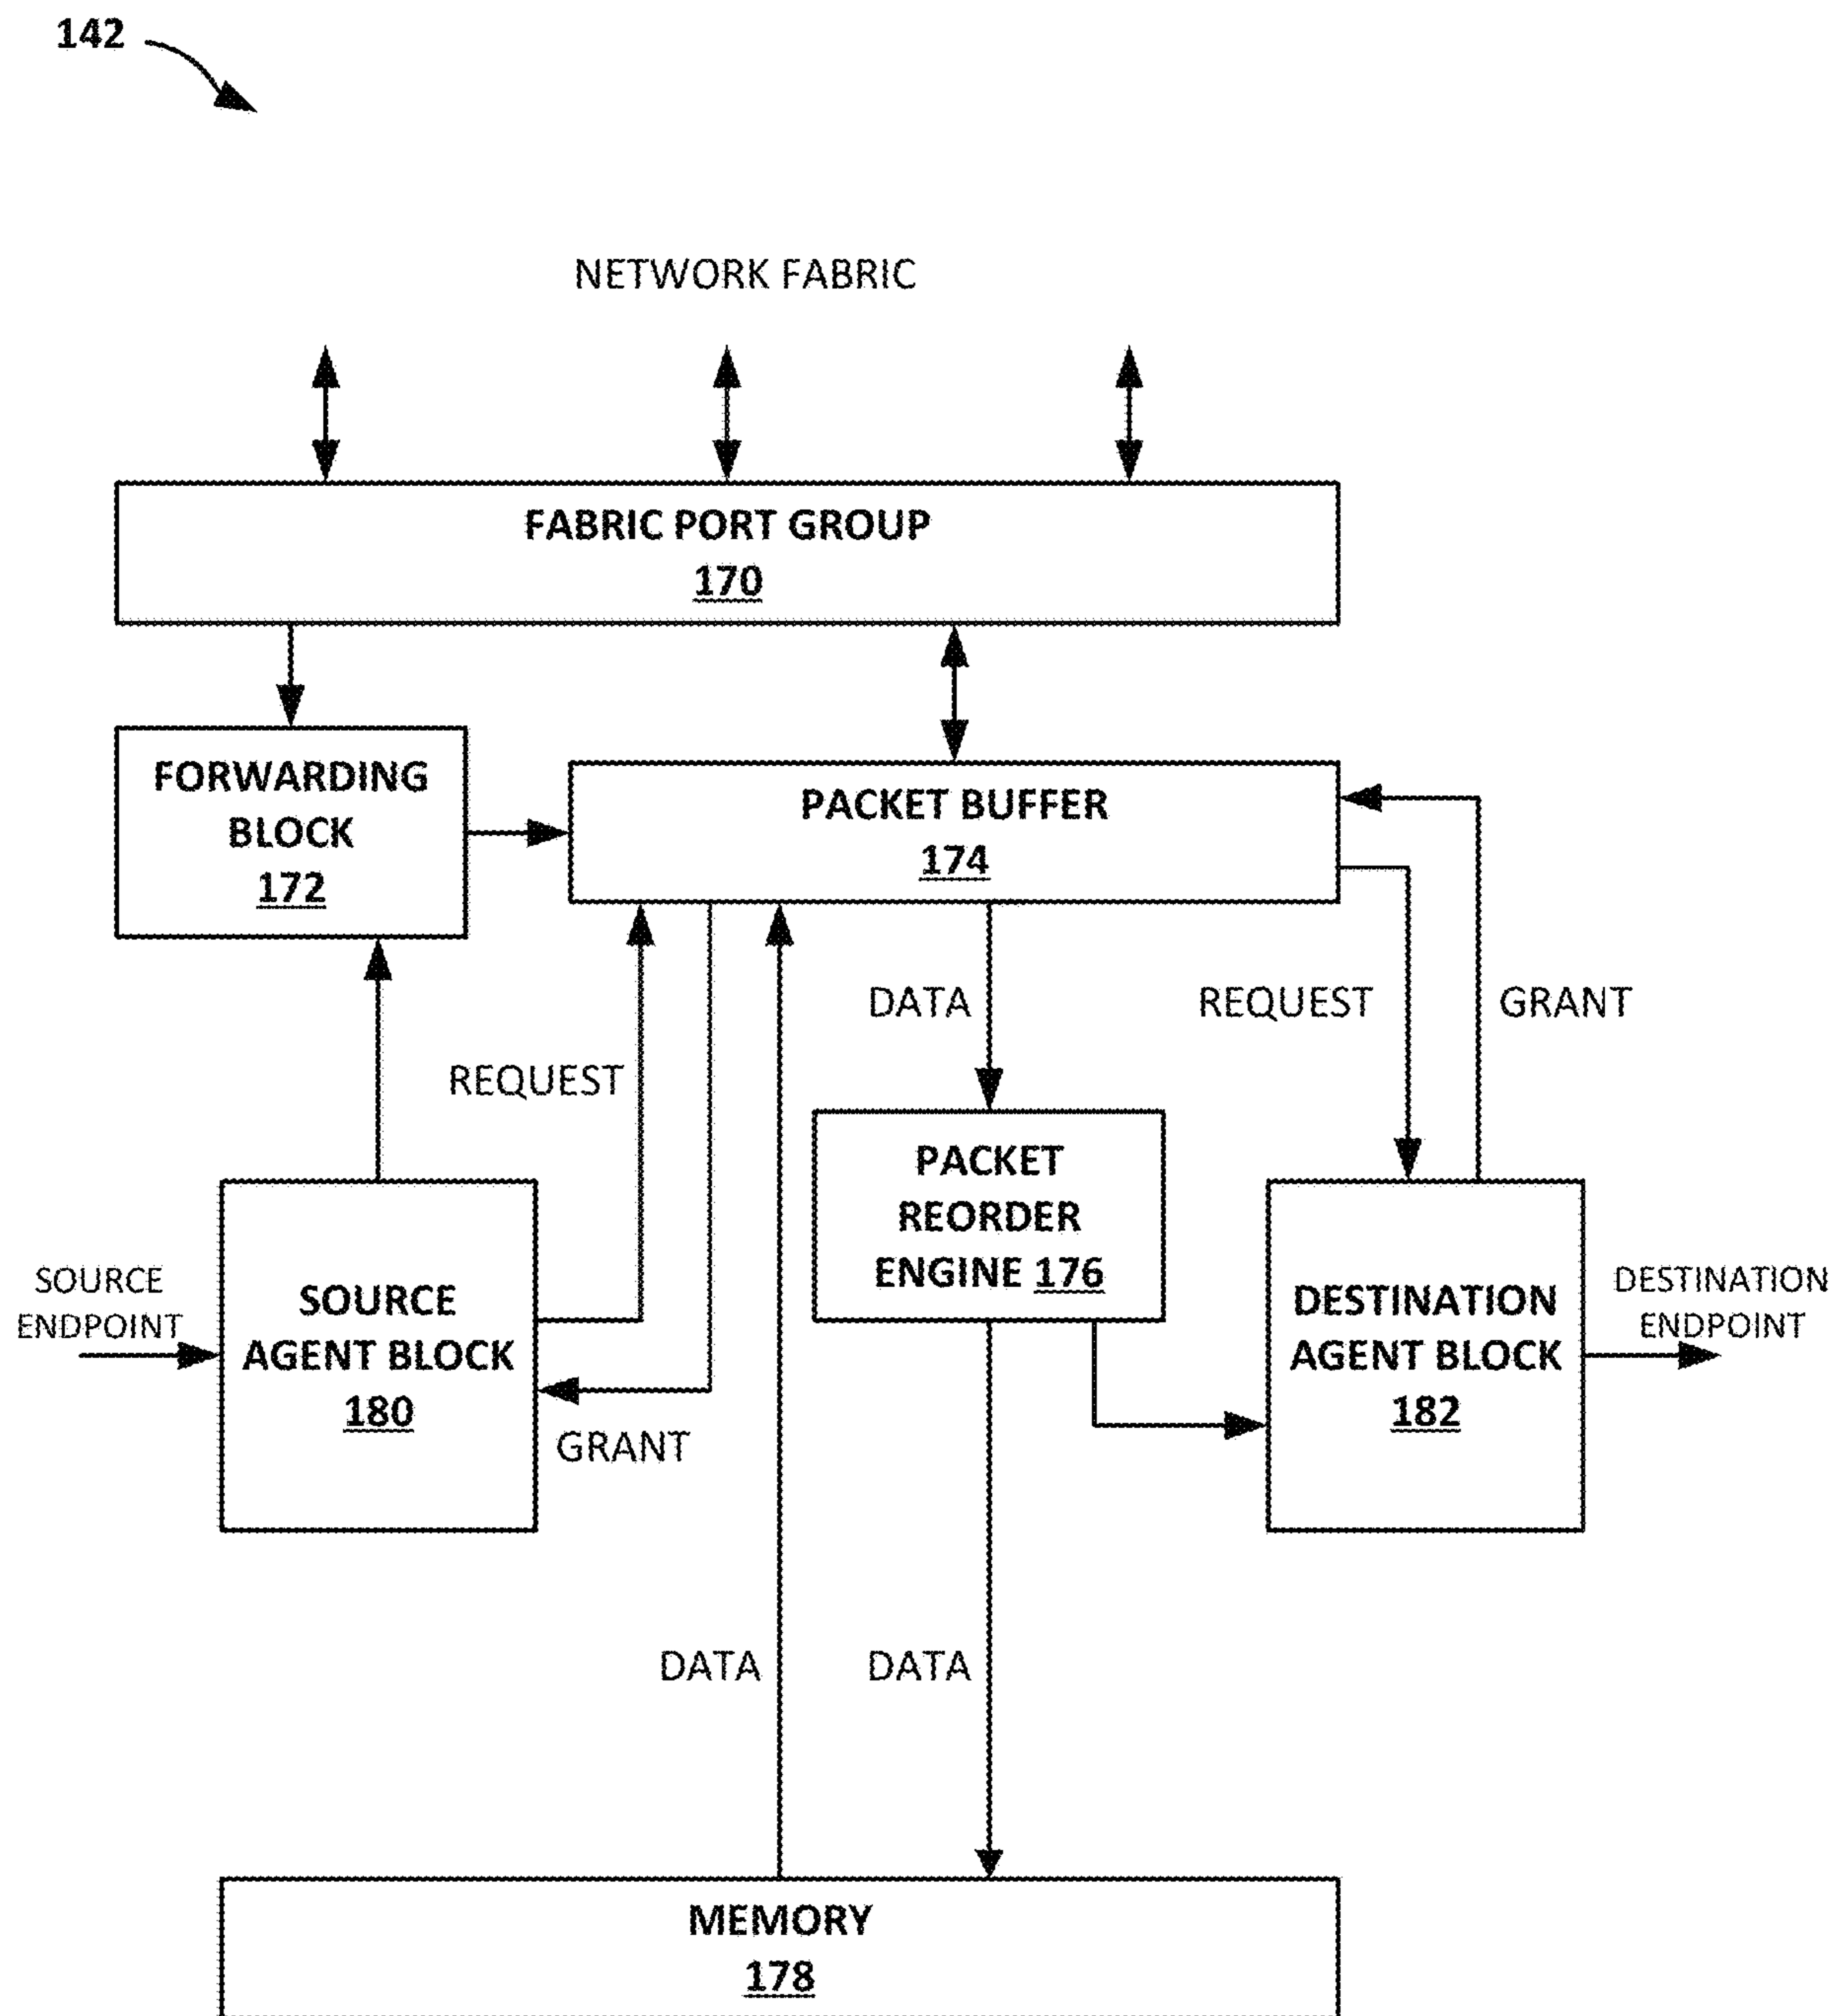 142
NETWORK FABRIC
FABRIC PORT GROUP
170
FORWARDING
BLOCK
172
PACKET BUFFER
174
DATA
REQUEST
GRANT
REQUEST
PACKET
REORDER
ENGINE 176
SOURCE
ENDPOINT
SOURCE
AGENT BLOCK
180
GRANT
DESTINATION
AGENT BLOCK
182
DESTINATION
ENDPOINT
DATA
DATA
MEMORY
178